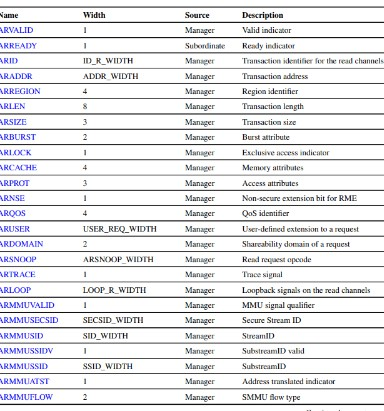 Name Width Source Description
ARVALID 1 Manager Valid indicator
ARREADY 1 Subordinate Ready indicator
ARID ID_R_WIDTH Manager Transaction identifier for the read channels
ARADDR ADDR_WIDTH Manager Transaction address
ARREGION 4 Manager Region identifier
ARLEN 8 Manager Transaction length
ARSIZE 3 Manager Transaction size
ARBURST 2 Manager Burst attribute
ARLOCK 1 Manager Exclusive access indicator
ARCACHE 4 Manager Memory attributes
ARPROT 3 Manager Access attributes
ARNSE 1 Manager Non-secure extension bit for RME
ARQOS 4 Manager QoS identifier
ARUSER USER_REQ_WIDTH Manager User-defined extension to a request
ARDOMAIN 2 Manager Shareability domain of a request
ARSNOOP ARSNOOP_WIDTH Manager Read request opcode
ARTRACE 1 Manager Trace signal
ARLOOP LOOP_R_WIDTH Manager Loopback signals on the read channels
ARMMUVALID 1 Manager MMU signal qualifier
ARMMUSECSID SECSID_WIDTH Manager Secure Stream ID
ARMMUSID SID_WIDTH Manager StreamID
ARMMUSSIDV 1 Manager SubstreamID valid
ARMMUSSID SSID_WIDTH Manager SubstreamID
ARMMUATST 1 Manager Address translated indicator
ARMMUFLOW 2 Manager SMMU flow type